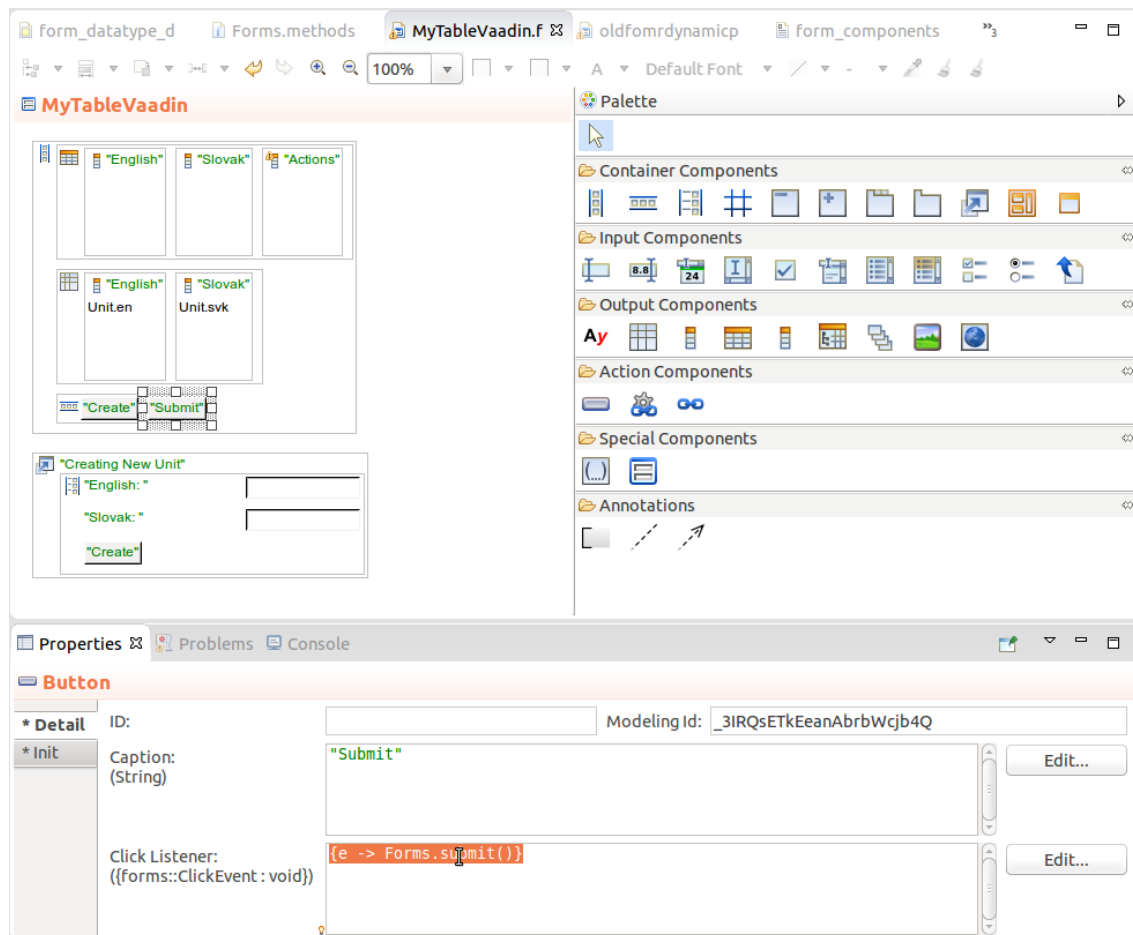 form_datatype_d Forms.methods MyTableVaadin.f oldfomrdynamicp form_components 3
100% A Default Font -
MyTableVaadin
Palette
"English" "Slovak" "Actions"
Container Components
Input Components
8.8 24
"English" "Slovak"
Unit.en Unit.svk
Output Components
Ay
Action Components
"Create" "Submit"
Special Components
"Creating New Unit"
(...)
"English: "
Annotations
"Slovak: "
"Create"
Properties Problems Console
Button
* Detail ID: Modeling Id: _3IRQsETkEeanAbrbWcjb4Q
* Init Caption: "Submit" Edit...
(String)
Click Listener: {e -> Forms.submit()} Edit...
({forms::ClickEvent : void})